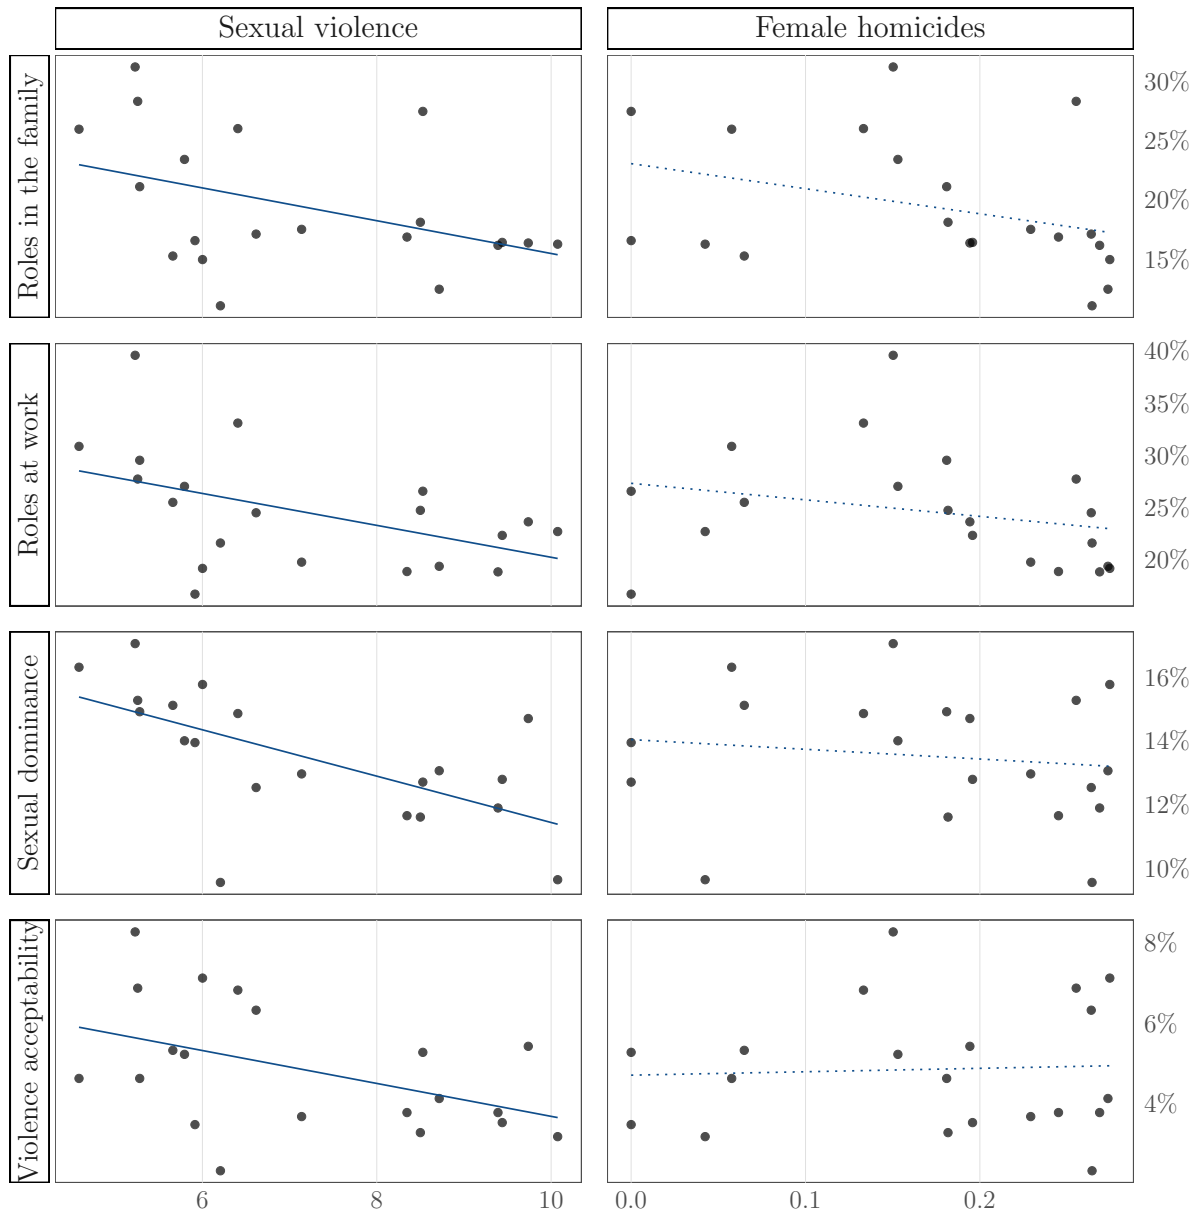 Sexual violence
Female homicides
Roles in the family
30%
25%
20%
15%
Roles at work
40%
35%
30%
25%
20%
Sexual dominance
16%
14%
12%
10%
Violence acceptability
8%
6%
4%
6 8 10
0.0 0.1 0.2